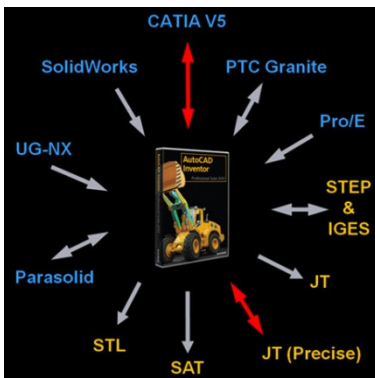 CATIA V5
SolidWorks
PTC Granite
Pro/E
UG-NX
AutoCAD
Inventor
STEP
&
IGES
Parasolid
JT
STL
SAT
JT (Precise)